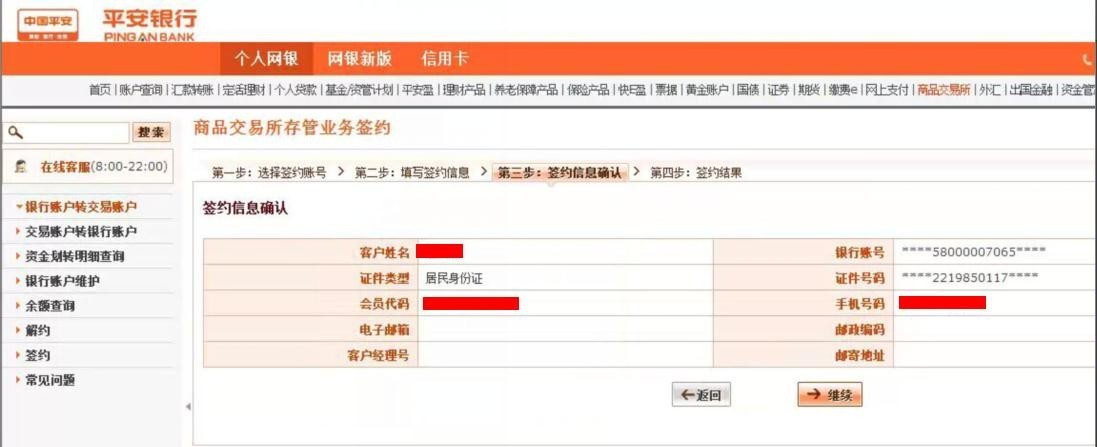 中国平安
平安银行
PINGAN BANK
个人网银 网银新版 信用卡
首页|账户查询|汇款转账|定活理财|个人贷款|基金/资管计划|平安盈|理财产品|养老保障产品|保险产品|快E盈|票据|黄金账户|国债|证券|期货|缴费e|网上支付|商品交易所|外汇|出国金融|资金管
搜索
在线客服(8:00-22:00)
银行账户转交易账户
交易账户转银行账户
资金划转明细查询
银行账户维护
余额查询
解约
签约
常见问题
商品交易所存管业务签约
第一步：选择签约账号 > 第二步：填写签约信息 > 第三步：签约信息确认 > 第四步：签约结果
签约信息确认
客户姓名 银行账号 ****58000007065****
证件类型 居民身份证 证件号码 ****2219850117****
会员代码 手机号码
电子邮箱 邮政编码
客户经理号 邮寄地址
返回 继续